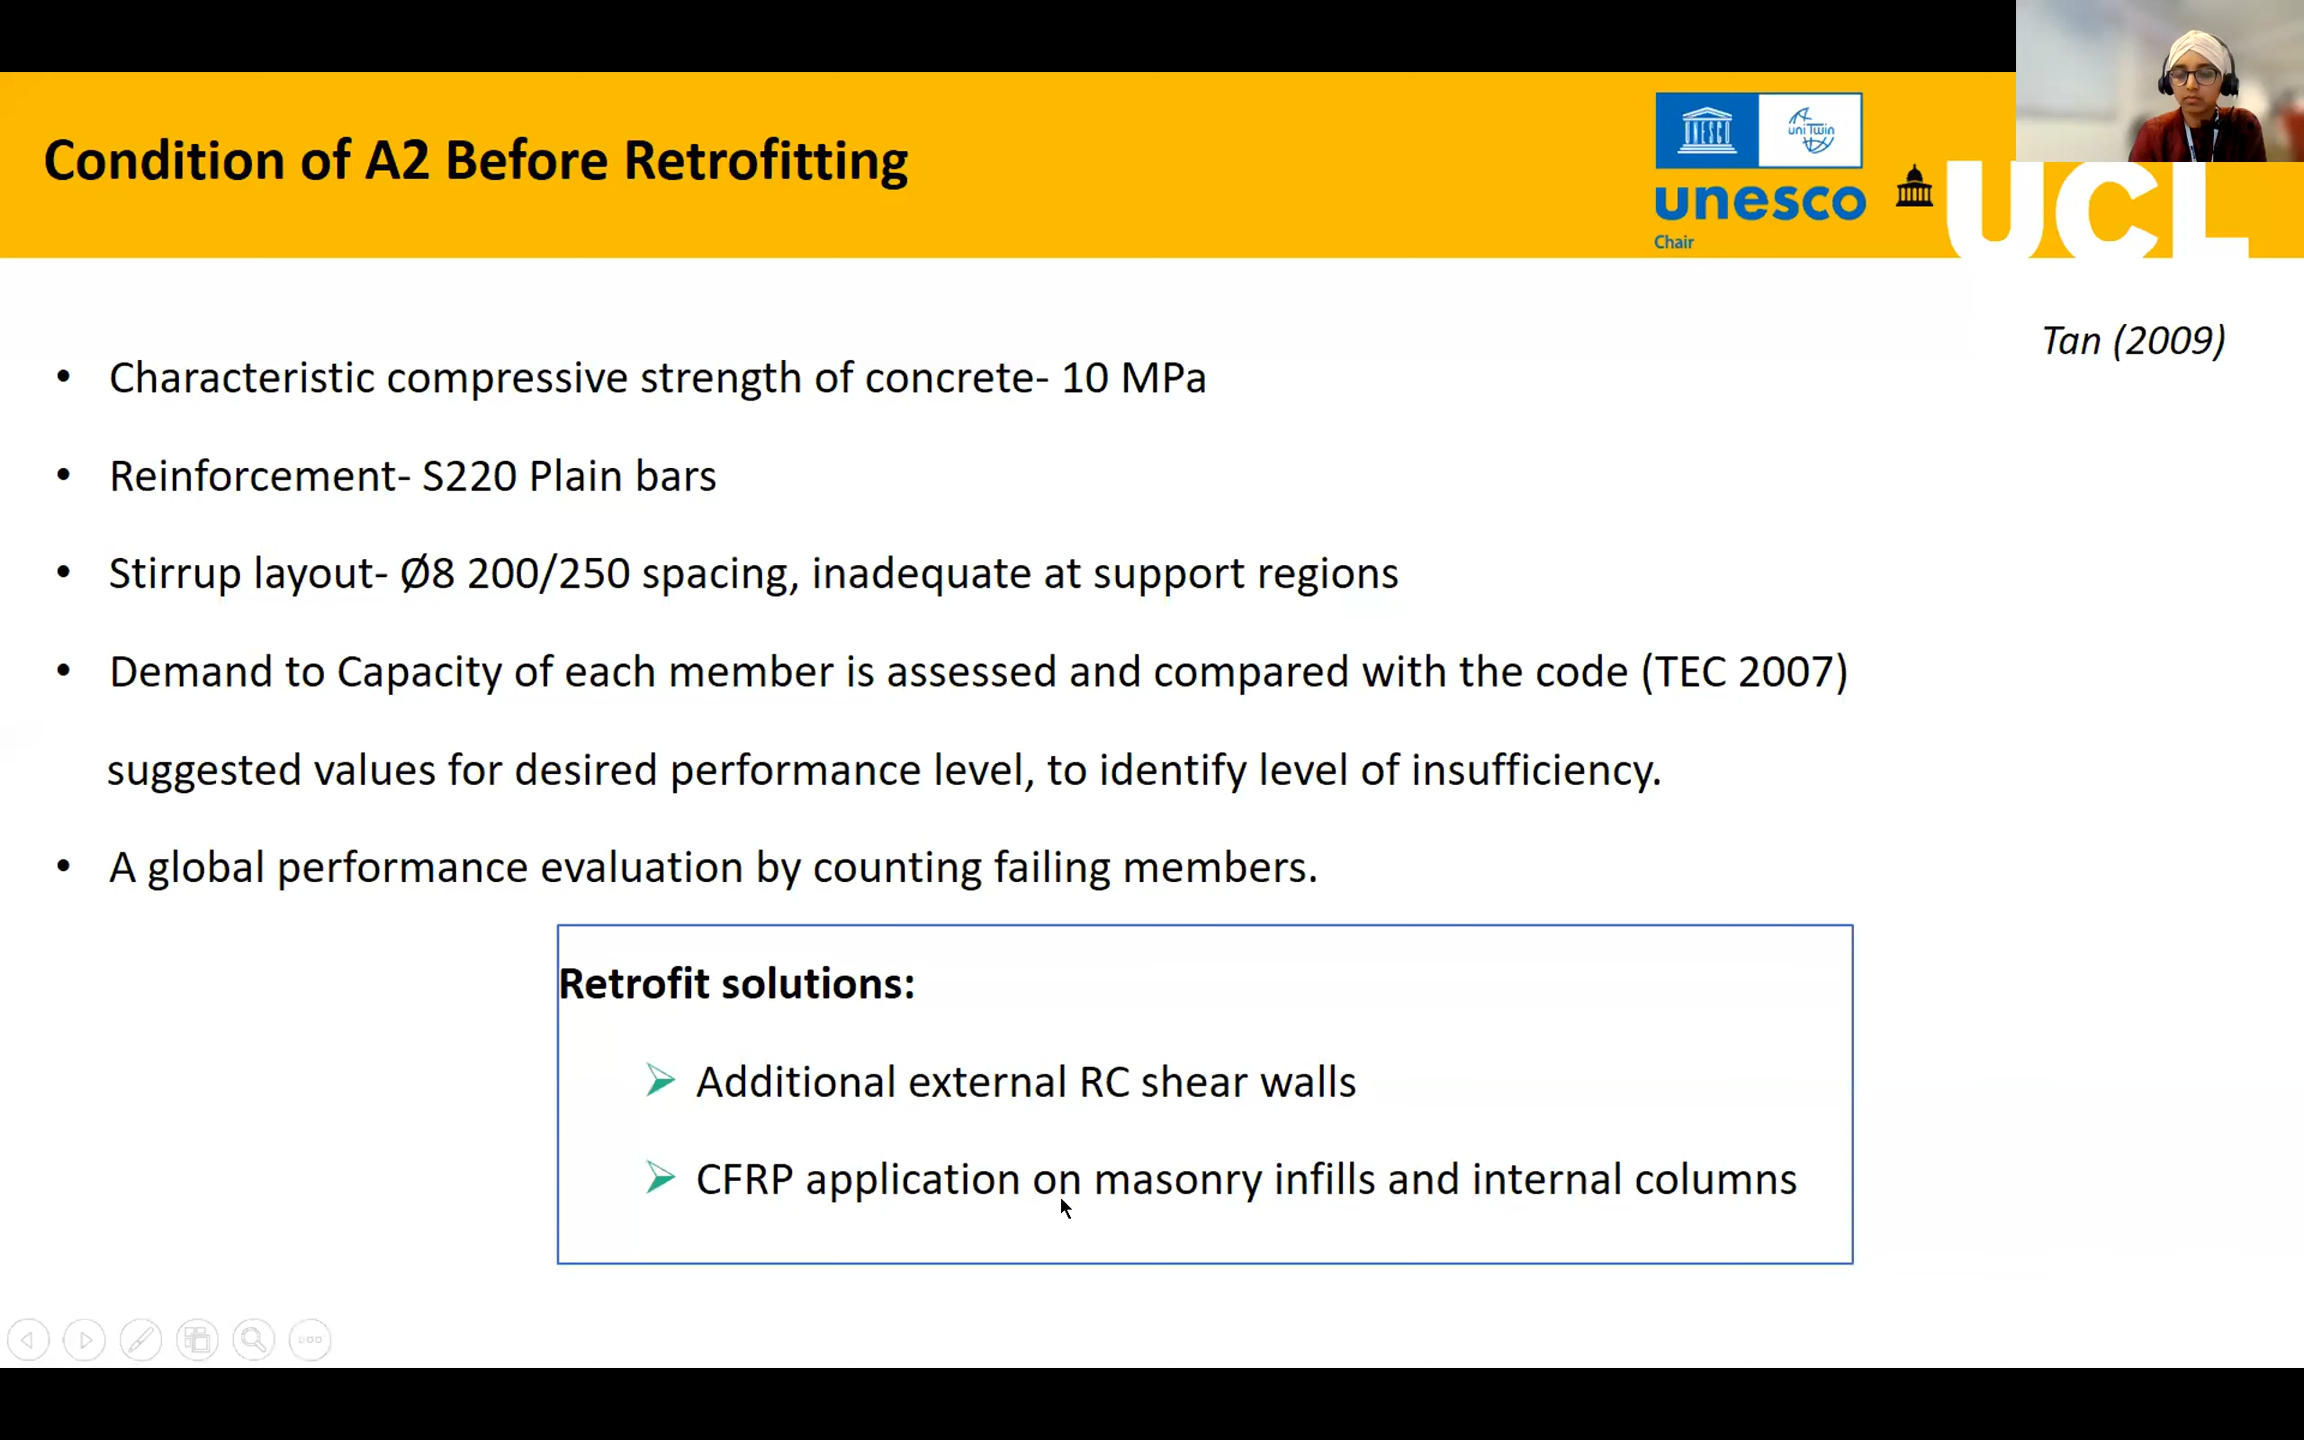 Condition of A2 Before Retrofitting
UNESCO
uni Twin
unesco
Chair
UCL
Tan (2009)
• Characteristic compressive strength of concrete- 10 MPa
• Reinforcement- S220 Plain bars
• Stirrup layout- Ø8 200/250 spacing, inadequate at support regions
• Demand to Capacity of each member is assessed and compared with the code (TEC 2007)
suggested values for desired performance level, to identify level of insufficiency.
• A global performance evaluation by counting failing members.
Retrofit solutions:
Additional external RC shear walls
CFRP application on masonry infills and internal columns